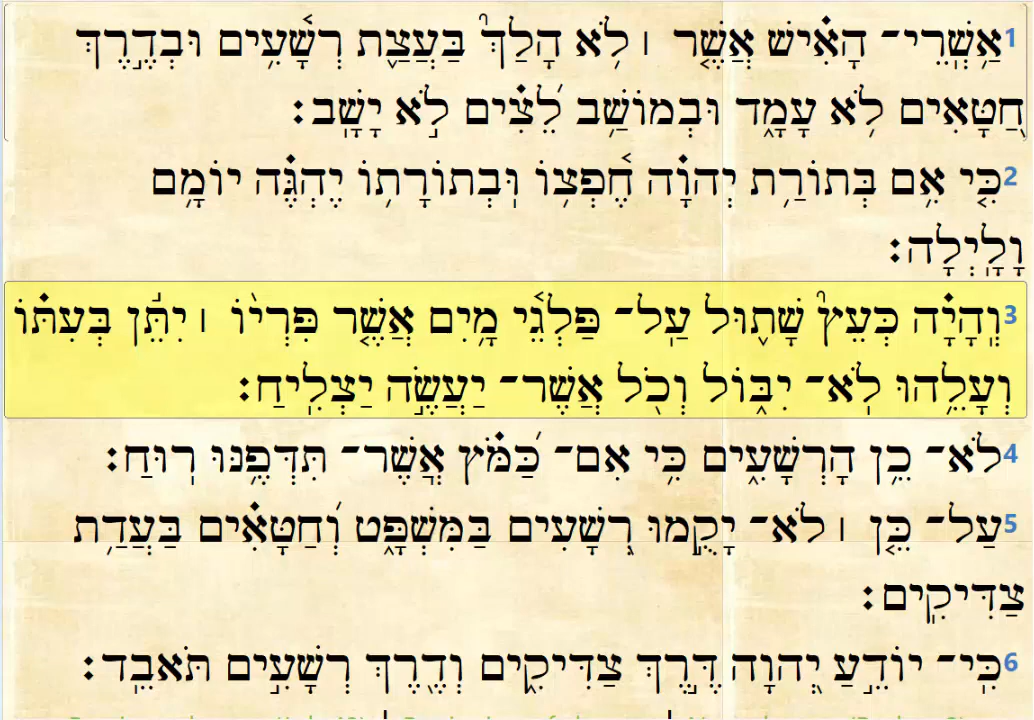 1אַ֥שְֽׁרֵי־ הָאִ֗ישׁ אֲשֶׁ֤ר ׀ לֹ֥א הָלַךְ֮ בַּעֲצַ֪ת רְשָׁ֫עִ֥ים וּבְדֶ֣רֶךְ
חַ֭טָּאִים לֹ֥א עָמָ֑ד וּבְמוֹשַׁ֥ב לֵ֝צִ֗ים לֹ֣א יָשָֽׁב׃
2כִּ֤י אִ֥ם בְּתוֹרַ֥ת יְהוָ֗ה חֶ֫פְצ֥וֹ וּֽבְתוֹרָת֥וֹ יֶהְגֶּ֗ה יוֹמָ֥ם
וָלָֽיְלָה׃
3וְֽהָיָ֗ה כְּעֵץ֮ שָׁת֪וּל עַֽל־ פַּלְגֵ֫י מָ֥יִם אֲשֶׁ֤ר פִּרְי֨וֹ ׀ יִתֵּ֬ן בְּעִתּ֗וֹ
וְעָלֵ֥הוּ לֹֽא־ יִבּ֑וֹל וְכֹ֖ל אֲשֶׁר־ יַעֲשֶׂ֣ה יַצְלִֽיחַ׃
4לֹא־ כֵ֥ן הָרְשָׁעִ֑ים כִּ֥י אִם־ כַּ֝מֹּ֗ץ אֲ‍ֽשֶׁר־ תִּדְּפֶ֥נּוּ רֽוּחַ׃
5עַל־ כֵּ֤ן ׀ לֹא־ יָקֻ֣מוּ רְ֭שָׁעִים בַּמִּשְׁפָּ֑ט וְ֝חַטָּאִ֗ים בַּעֲדַ֥ת
צַדִּיקִֽים׃
6כִּֽי־ יוֹדֵ֣עַ יְ֭הוָה דֶּ֣רֶךְ צַדִּיקִ֑ים וְדֶ֖רֶךְ רְשָׁעִ֣ים תֹּאבֵֽד׃